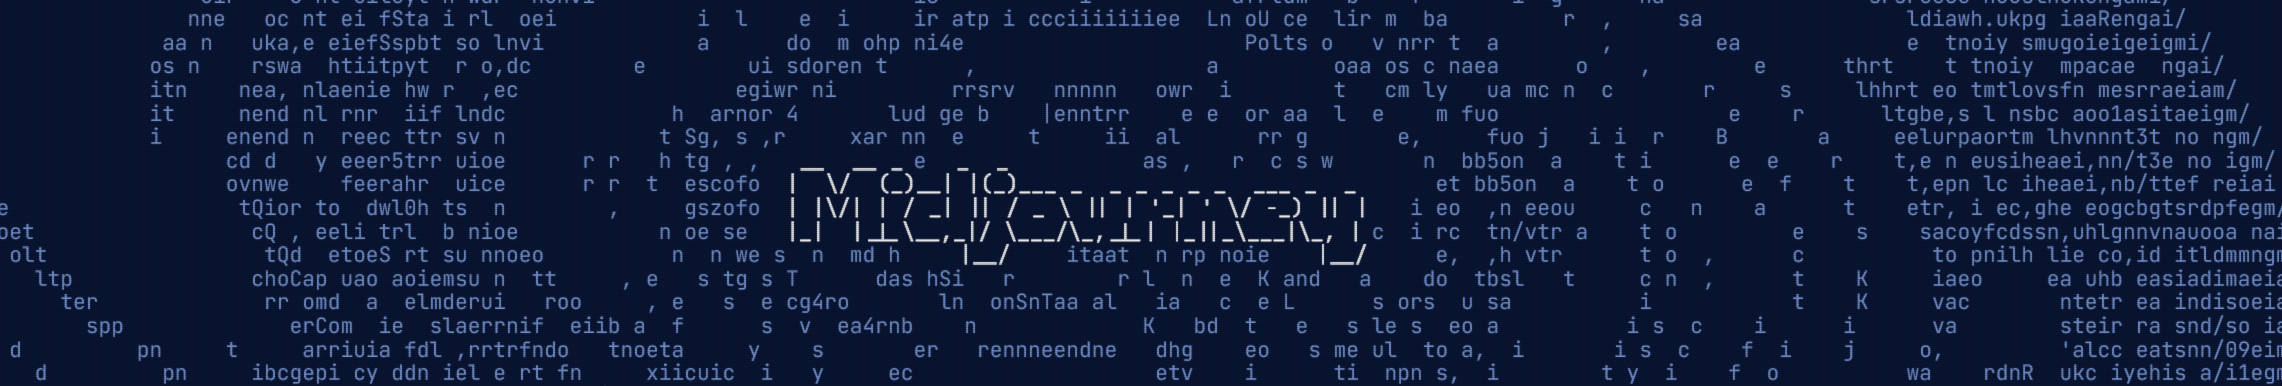 nne oc nt ei fSta i rl oei i l e i ir atp i ccciiiiiiiee Ln oU ce lir m ba r , sa ldiawh.ukpg iaaRengai/
aa n uka,e eiefSspbt so lnvi a do m ohp ni4e Polts o v nrr t a , ea e tnoiy smugoieigeigmi/
os n rswa htiitpyt r o,dc e ui sdoren t , a oaa os c naea o , e thrt t tnoiy mpacae ngai/
itn nea, nlaenie hw r ,ec egiwr ni rrsrv nnnnn owr i t cm ly ua mc n c r s lhhrt eo tmtlovsfn mesrraeiam/
it nend nl rnr iif lndc h arnor 4 lud ge b |enntrr e e or aa l e m fuo e r ltgbe,s l nsbc aoo1asitaeigm/
i enend n reec ttr sv n t Sg, s ,r xar nn e t ii al rr g e, fuo j i i r B a eelurpaortm lhvnnnt3t no ngm/
cd d y eeer5trr uioe r r h tg , , e as , r c s w n bb5on a t i e e r t,e n eusiheaei,nn/t3e no igm/
ovnwe feerahr uice r r t escofo et bb5on a t o e f t t,epn lc iheaei,nb/ttef reiai
Midjourney
e tQior to dwl0h ts n , gszofo i eo ,n eeou c n a t etr, i ec,ghe eogcbgtsrdpfegm/
oet cQ , eeli trl b nioe n oe se c i rc tn/vtr a t o e s sacoyfcdssn,uhlgnnvnauooa nai
olt tQd etoeS rt su nnoeo n n we s n md h itaat n rp noie e, ,h vtr t o , c to pnilh lie co,id itldmmngm
ltp choCap uao aoiemsu n tt , e s tg s T das hSi r r l n e K and a do tbsl t c n , t K iaeo ea uhb easiadimaeia
ter rr omd a elmderui roo , e s e cg4ro ln onSnTaa al ia c e L s ors u sa i t K vac ntetr ea indisoeia
spp erCom ie slaerrnif eiib a f s v ea4rnb n K bd t e s le s eo a i s c i i va steir ra snd/so ia
d pn t arriuia fdl ,rrtrfndo tnoeta y s er rennneendne dhg eo s me ul to a, i i s c f i j o, 'alcc eatsnn/09eim
d pn ibcgepi cy ddn iel e rt fn xiicuic i y ec etv i ti npn s, i t y i f o wa rdnR ukc iyehis a/i1egm